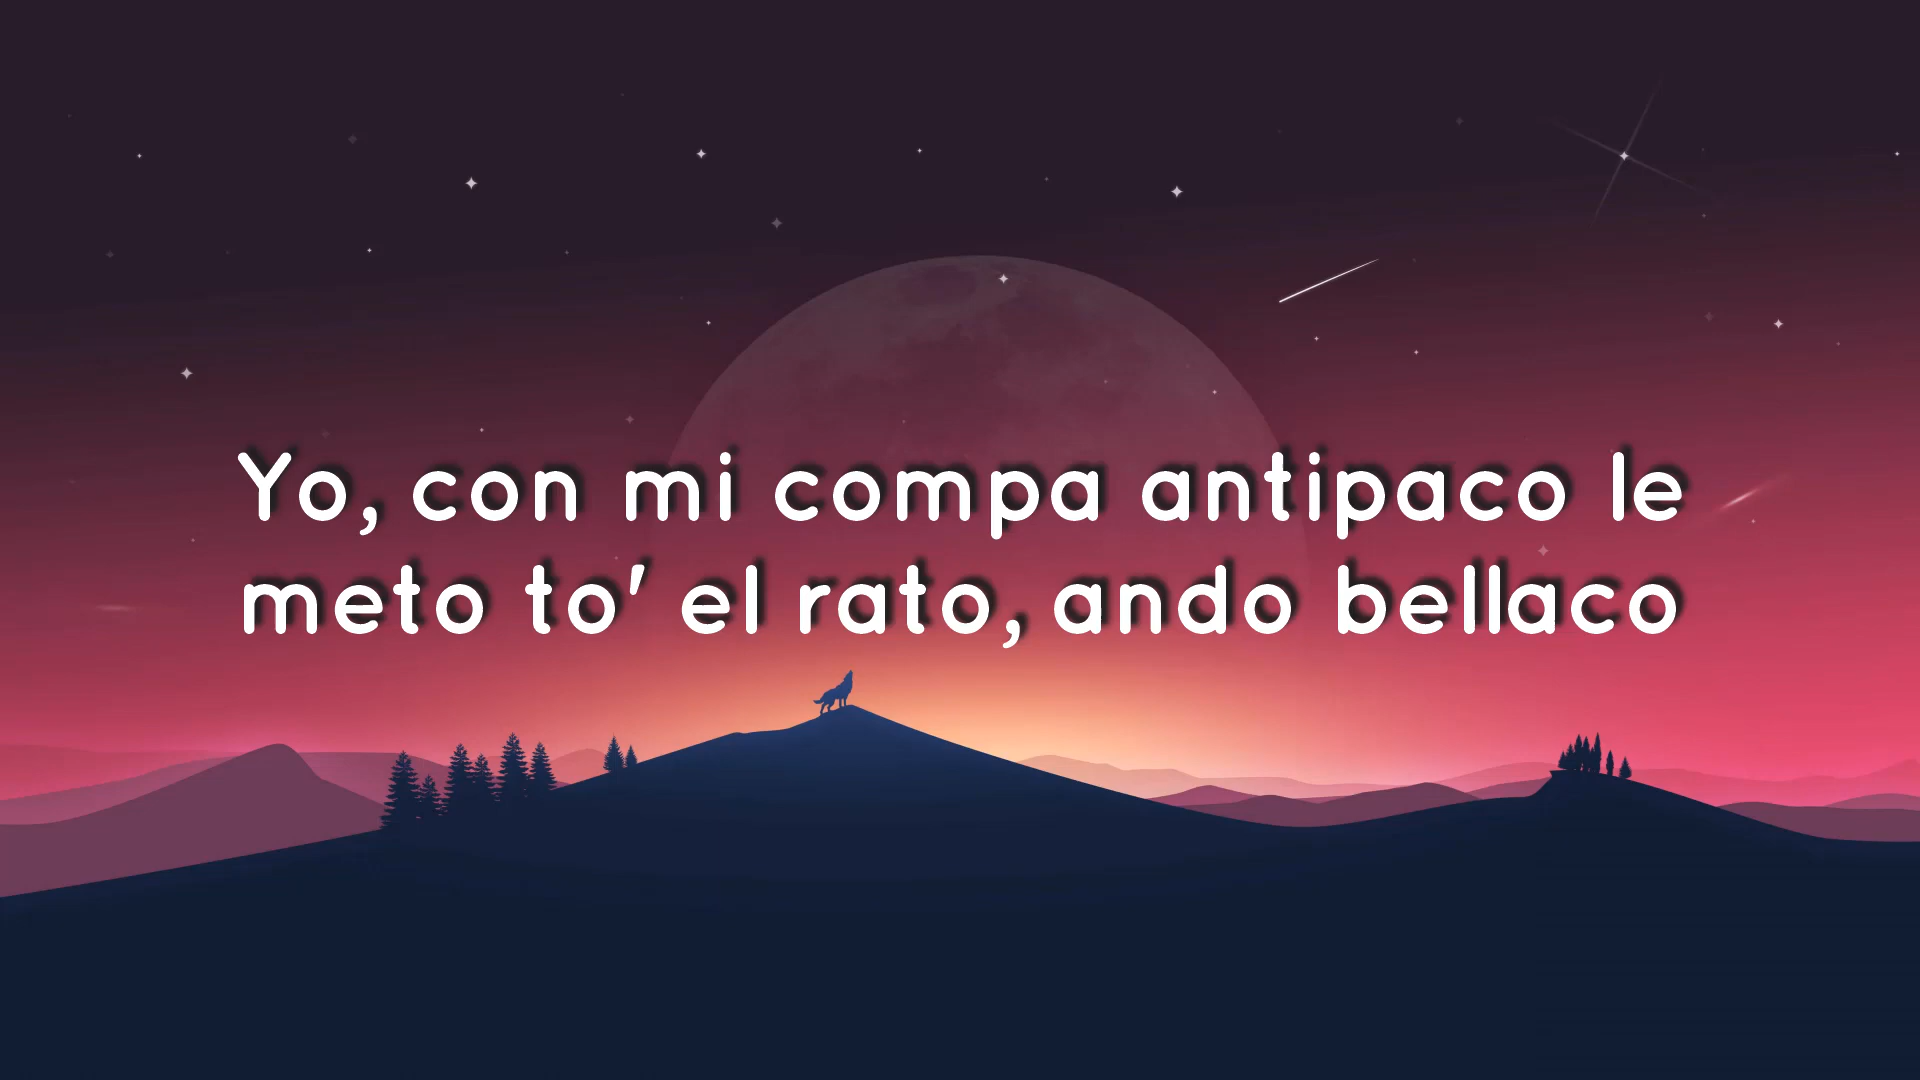 Yo, con mi compa antipaco le
meto to' el rato, ando bellaco